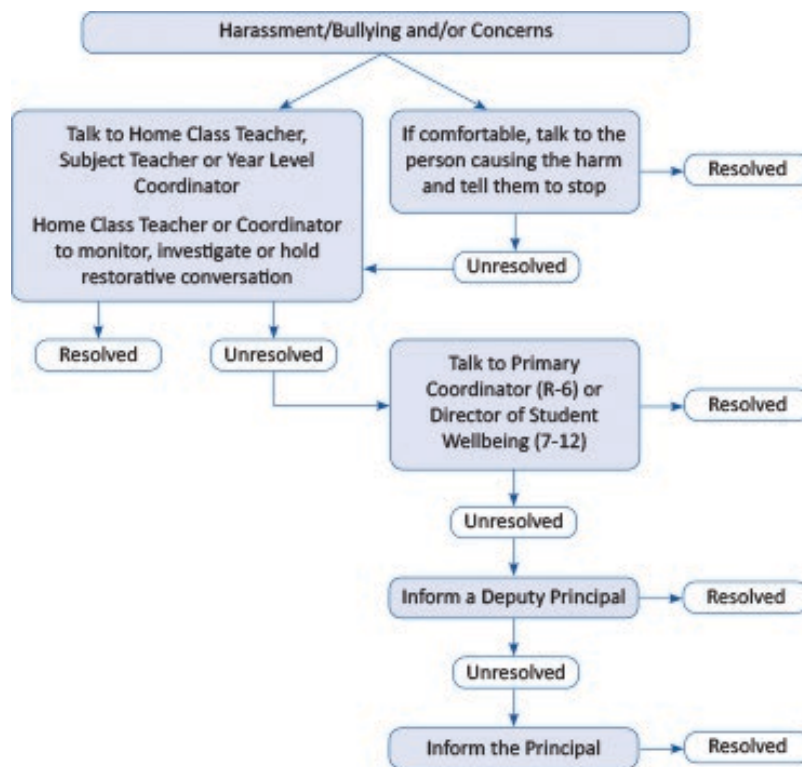 Harassment/Bullying and/or Concerns
Talk to Home Class Teacher,
Subject Teacher or Year Level
Coordinator
Home Class Teacher or Coordinator
to monitor, investigate or hold
restorative conversation
If comfortable, talk to the
person causing the harm
and tell them to stop
Resolved
Unresolved
Resolved
Unresolved
Talk to Primary
Coordinator (R-6) or
Director of Student
Wellbeing (7-12)
Resolved
Unresolved
Inform a Deputy Principal
Resolved
Unresolved
Inform the Principal
Resolved